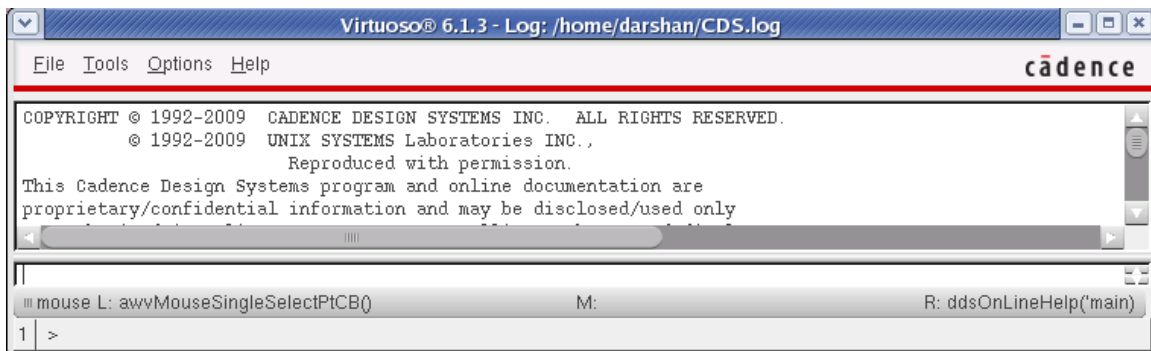 Virtuoso® 6.1.3 - Log: /home/darshan/CDS.log
File Tools Options Help
cādence
COPYRIGHT © 1992-2009 CADENCE DESIGN SYSTEMS INC. ALL RIGHTS RESERVED.
© 1992-2009 UNIX SYSTEMS Laboratories INC.,
Reproduced with permission.
This Cadence Design Systems program and online documentation are
proprietary/confidential information and may be disclosed/used only
mouse L: awvMouseSingleSelectPtCB() M: R: ddsOnLineHelp('main)
1 >